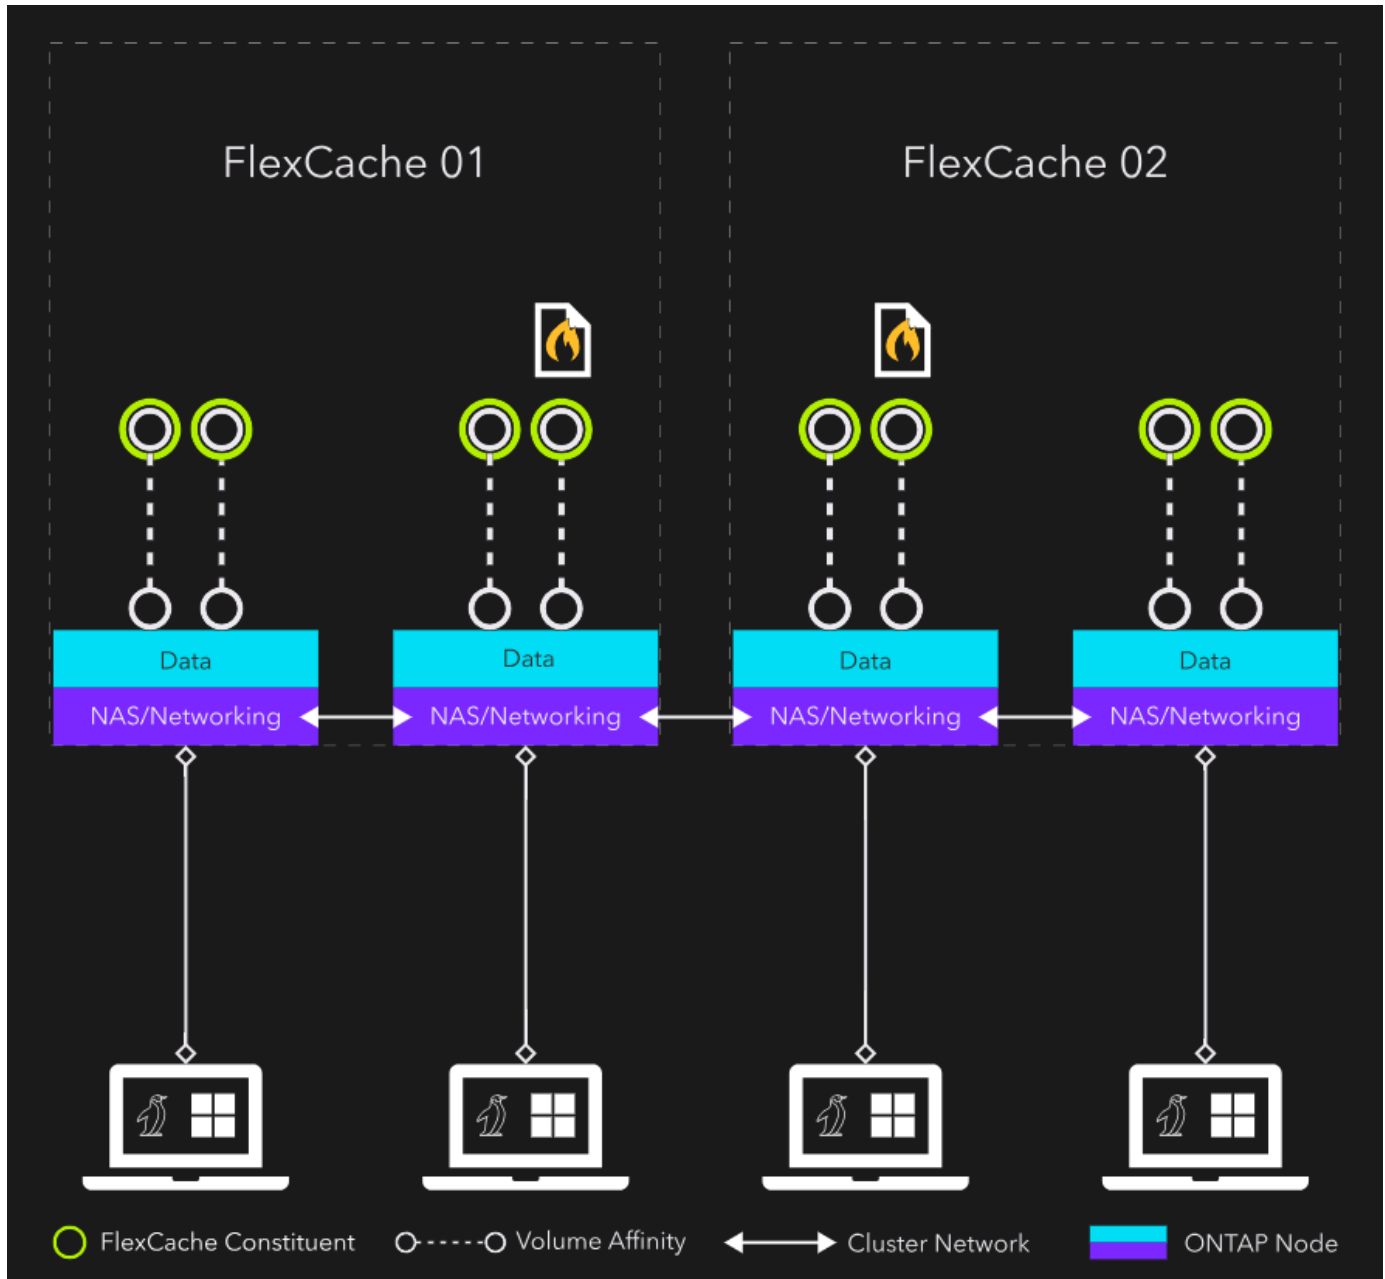 FlexCache 01
FlexCache 02
Data
Data
Data
Data
NAS/Networking
NAS/Networking
NAS/Networking
NAS/Networking
FlexCache Constituent
Volume Affinity
Cluster Network
ONTAP Node